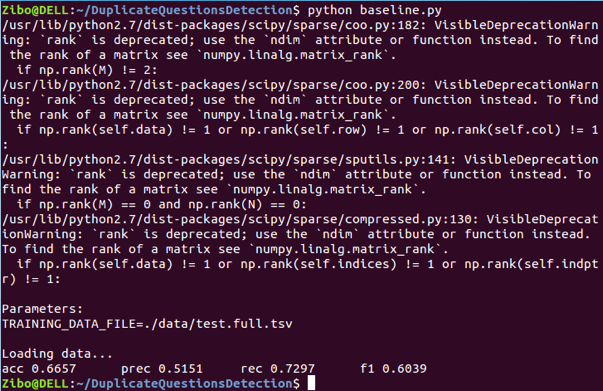 Zibo@DELL:~/DuplicateQuestionsDetection$ python baseline.py
/usr/lib/python2.7/dist-packages/scipy/sparse/coo.py:182: VisibleDeprecationWarn
ing: `rank` is deprecated; use the `ndim` attribute or function instead. To find
 the rank of a matrix see `numpy.linalg.matrix_rank`.
  if np.rank(M) != 2:
/usr/lib/python2.7/dist-packages/scipy/sparse/coo.py:200: VisibleDeprecationWarn
ing: `rank` is deprecated; use the `ndim` attribute or function instead. To find
 the rank of a matrix see `numpy.linalg.matrix_rank`.
  if np.rank(self.data) != 1 or np.rank(self.row) != 1 or np.rank(self.col) != 1
:
/usr/lib/python2.7/dist-packages/scipy/sparse/sputils.py:141: VisibleDeprecation
Warning: `rank` is deprecated; use the `ndim` attribute or function instead. To 
find the rank of a matrix see `numpy.linalg.matrix_rank`.
  if np.rank(M) == 0 and np.rank(N) == 0:
/usr/lib/python2.7/dist-packages/scipy/sparse/compressed.py:130: VisibleDeprecat
ionWarning: `rank` is deprecated; use the `ndim` attribute or function instead. 
To find the rank of a matrix see `numpy.linalg.matrix_rank`.
  if np.rank(self.data) != 1 or np.rank(self.indices) != 1 or np.rank(self.indpt
r) != 1:
Parameters:
TRAINING_DATA_FILE=./data/test.full.tsv
Loading data...
acc 0.6657      prec 0.5151     rec 0.7297      f1 0.6039
Zibo@DELL:~/DuplicateQuestionsDetection$